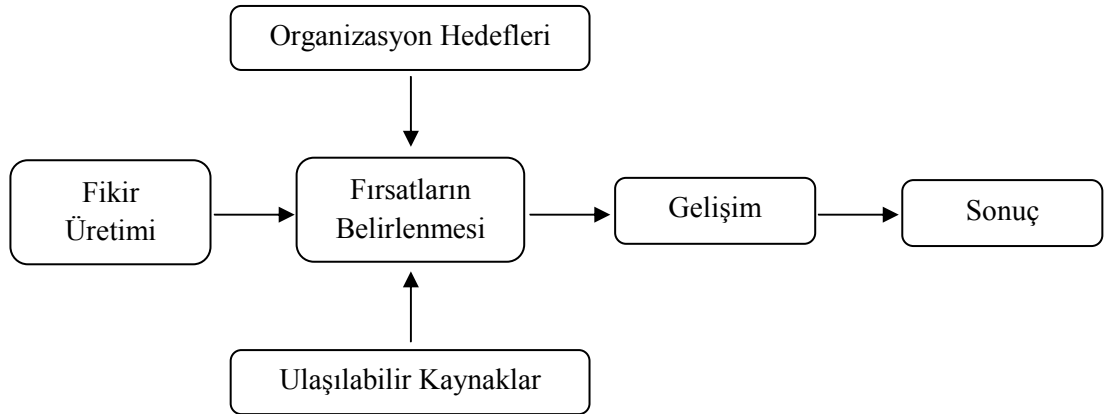 Organizasyon Hedefleri
Fikir
Üretimi
Fırsatların
Belirlenmesi
Gelişim
Sonuç
Ulaşılabilir Kaynaklar